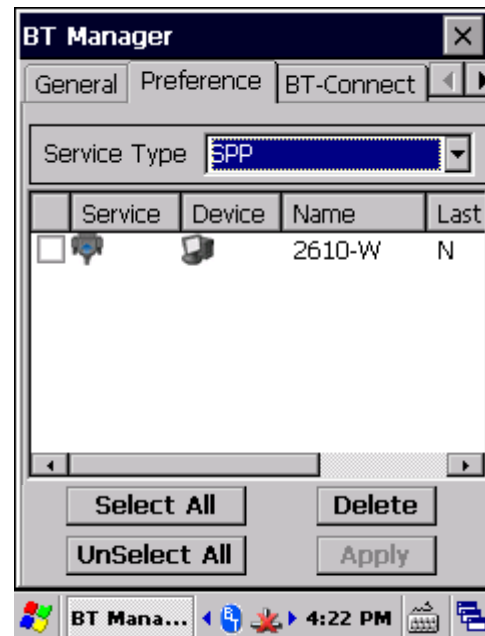 BT Manager
General Preference BT-Connect
Service Type SPP
Service Device Name Last
2610-W N
Select All Delete
UnSelect All Apply
BT Mana... 4:22 PM